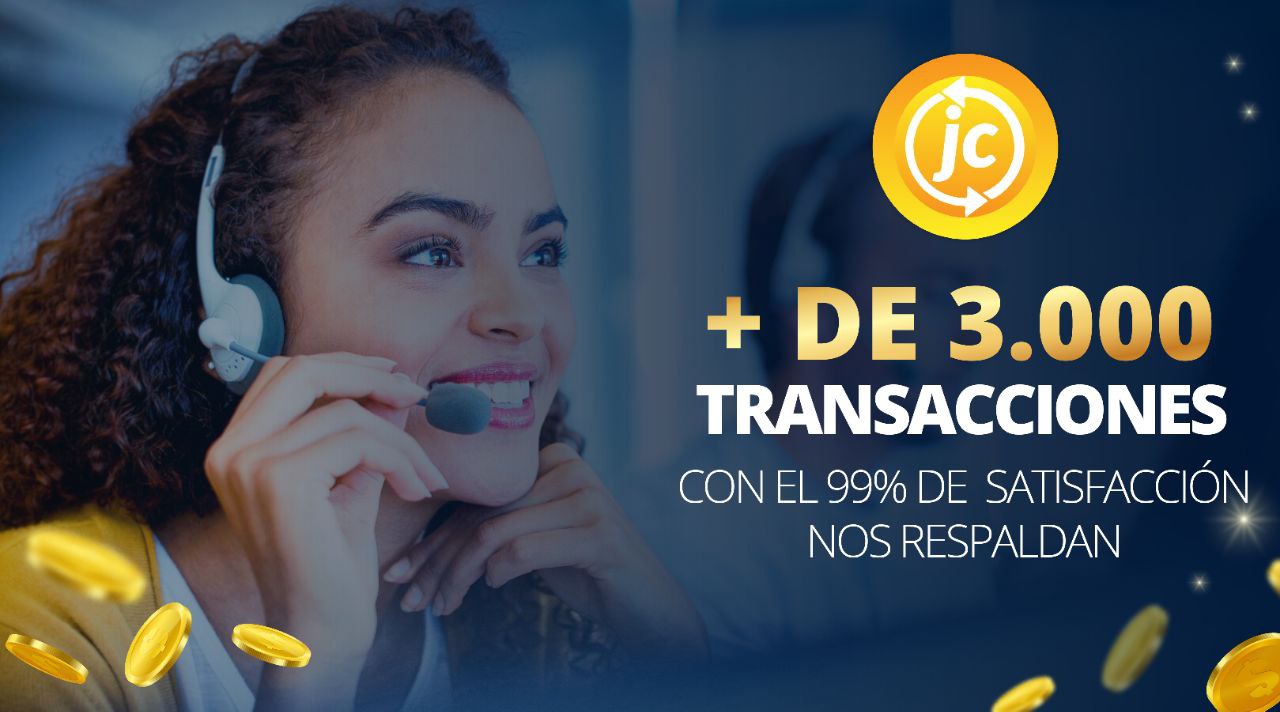 jc
+ DE 3.000
TRANSACCIONES
CON EL 99% DE SATISFACCIÓN
NOS RESPALDAN